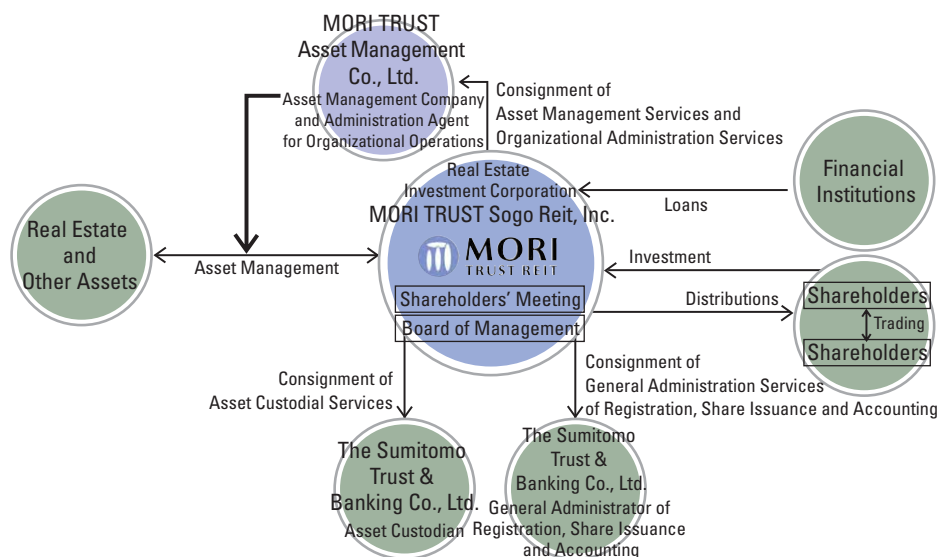 MORI TRUST
Asset Management
Co., Ltd.
Asset Management Company
and Administration Agent
for Organizational Operations
Consignment of
Asset Management Services and
Organizational Administration Services
Real Estate
Investment Corporation
MORI TRUST Sogo Reit, Inc.
MORI
TRUST REIT
Shareholders' Meeting
Board of Management
Financial
Institutions
Loans
Real Estate
and
Other Assets
Asset Management
Investment
Distributions
Shareholders
Trading
Shareholders
Consignment of
Asset Custodial Services
Consignment of
General Administration Services
of Registration, Share Issuance and Accounting
The Sumitomo
Trust &
Banking Co., Ltd.
Asset Custodian
The Sumitomo
Trust &
Banking Co., Ltd.
General Administrator of
Registration, Share Issuance
and Accounting